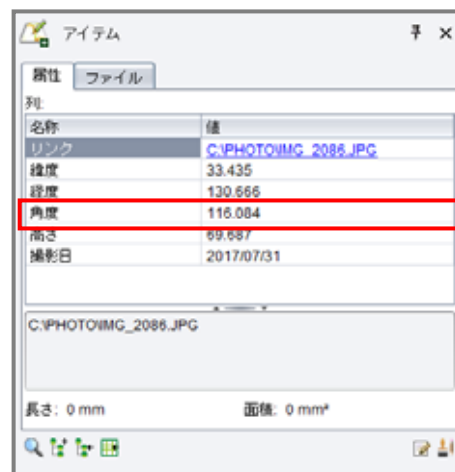 アイテム
属性 ファイル
列:
名称 値
リンク C:\PHOTO\IMG_2086.JPG
緯度 33.435
経度 130.666
角度 116.084
高さ 69.687
撮影日 2017/07/31
C:\PHOTO\IMG_2086.JPG
長さ: 0 mm 面積: 0 mm²